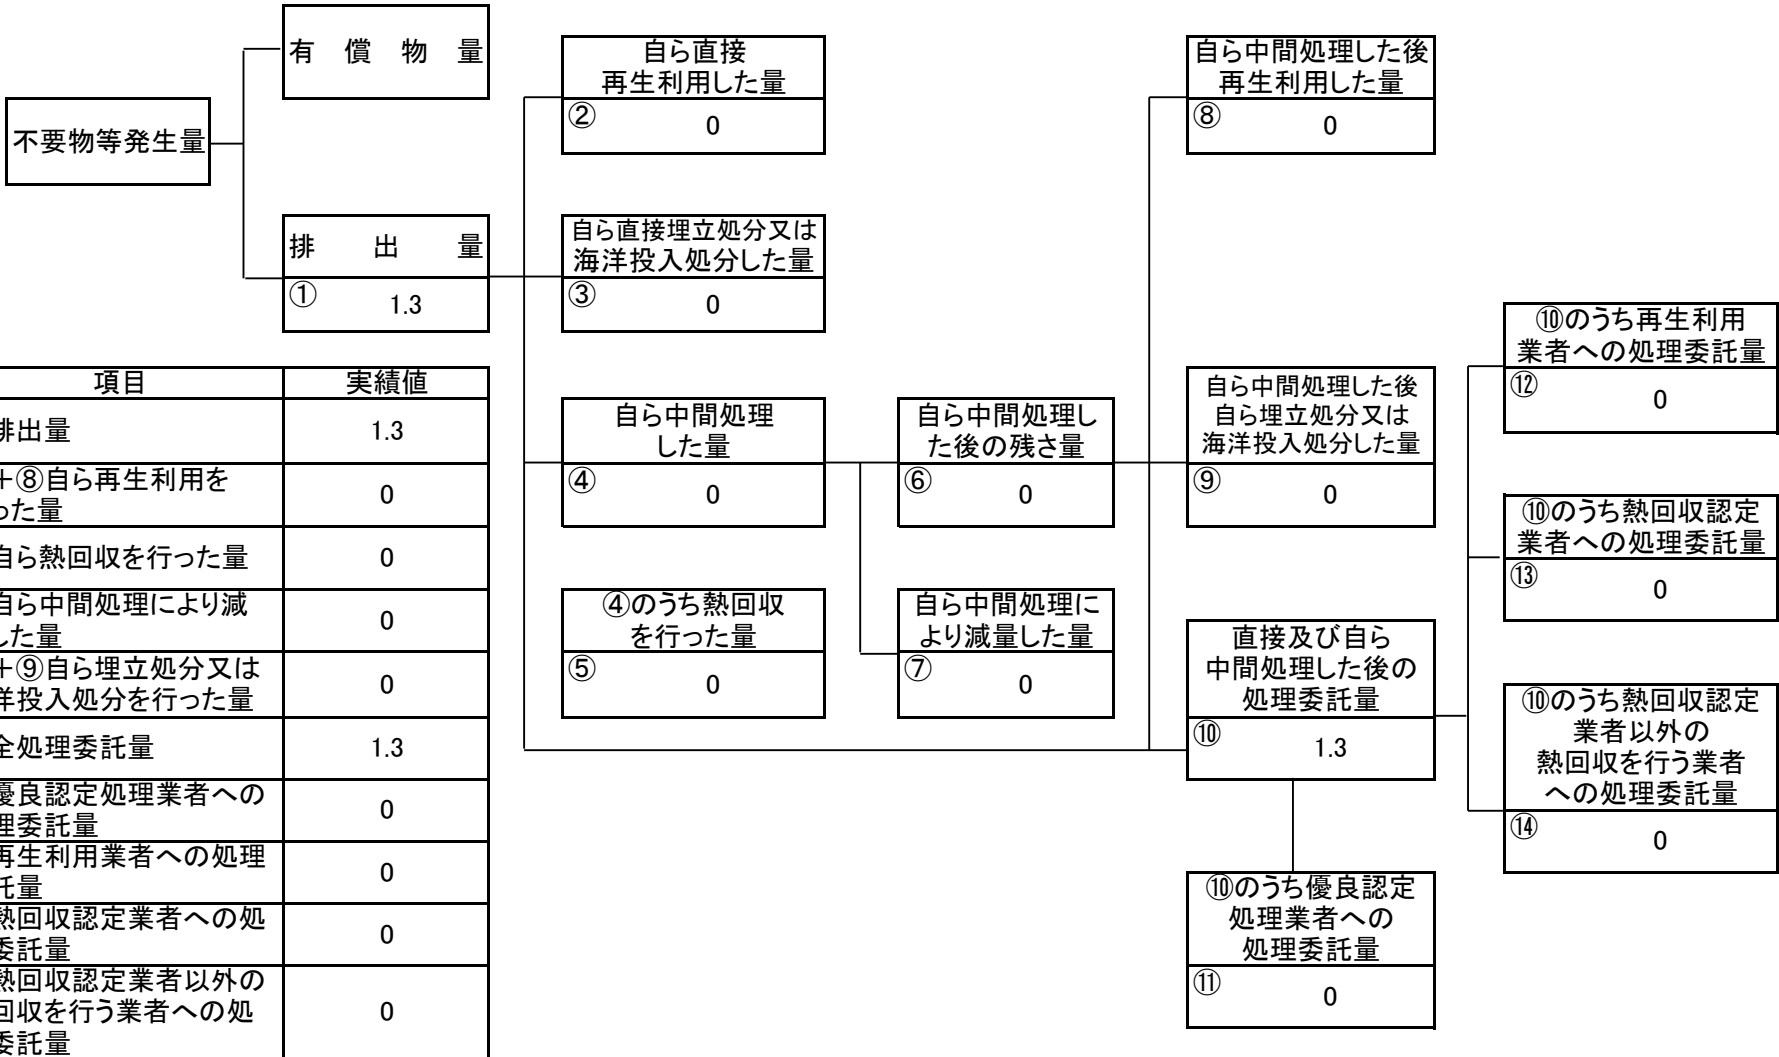 有償物量
不要物等発生量
排出量
① 1.3
自ら直接
再生利用した量
② 0
自ら直接埋立処分又は
海洋投入処分した量
③ 0
自ら中間処理
した量
④ 0
④のうち熱回収
を行った量
⑤ 0
自ら中間処理し
た後の残さ量
⑥ 0
自ら中間処理に
より減量した量
⑦ 0
自ら中間処理した後
再生利用した量
⑧ 0
自ら中間処理した後
自ら埋立処分又は
海洋投入処分した量
⑨ 0
直接及び自ら
中間処理した後の
処理委託量
⑩ 1.3
⑩のうち優良認定
処理業者への
処理委託量
⑪ 0
⑩のうち再生利用
業者への処理委託量
⑫ 0
⑩のうち熱回収認定
業者への処理委託量
⑬ 0
⑩のうち熱回収認定
業者以外の
熱回収を行う業者
への処理委託量
⑭ 0
項目 実績値
排出量 1.3
＋⑧自ら再生利用を
った量 0
自ら熱回収を行った量 0
自ら中間処理により減
した量 0
＋⑨自ら埋立処分又は
洋投入処分を行った量 0
全処理委託量 1.3
優良認定処理業者への
理委託量 0
再生利用業者への処理
託量 0
熱回収認定業者への処
委託量 0
熱回収認定業者以外の
回収を行う業者への処
委託量 0